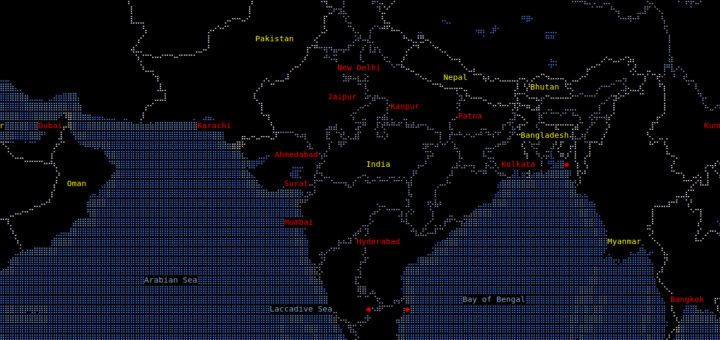 Pakistan
New Delhi
Nepal
Bhutan
Jaipur
Kanpur
Patna
r
Dubai
Karachi
Kun
Bangladesh
Ahmedabad
India
Kolkata
Oman
Surat
Mumbai
Hyderabad
Myanmar
Arabian Sea
Bay of Bengal
Bangkok
Laccadive Sea